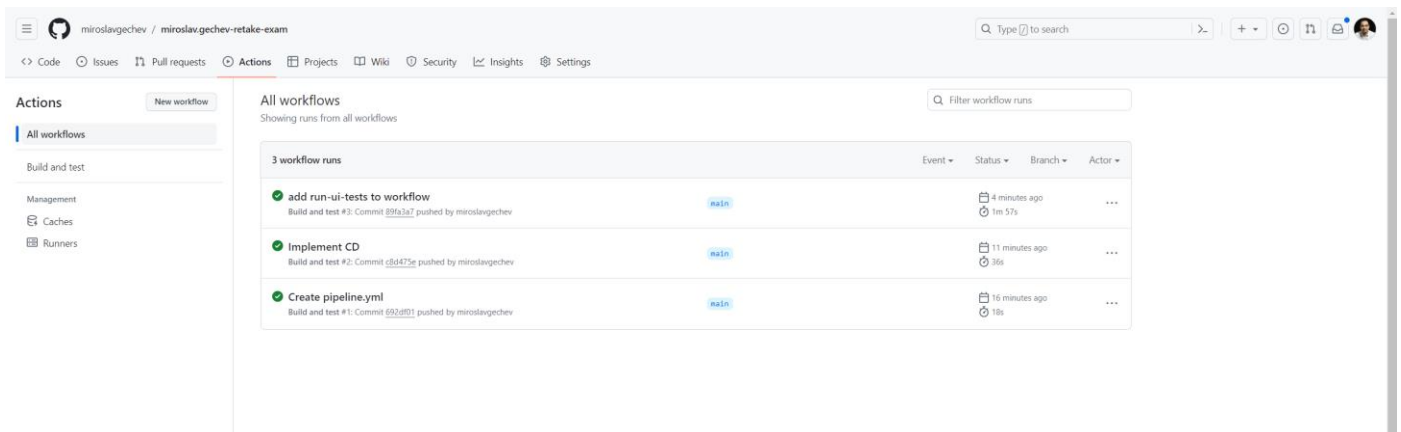 miroslavgechev / miroslav.gechev-retake-exam
Type / to search
Code Issues Pull requests Actions Projects Wiki Security Insights Settings
Actions
New workflow
All workflows
Build and test
Management
Caches
Runners
All workflows
Showing runs from all workflows
Filter workflow runs
3 workflow runs Event Status Branch Actor
add run-ui-tests to workflow
Build and test #3: Commit 89fa3a7 pushed by miroslavgechev
main
4 minutes ago
1m 57s
Implement CD
Build and test #2: Commit c8d475e pushed by miroslavgechev
main
11 minutes ago
36s
Create pipeline.yml
Build and test #1: Commit 692df01 pushed by miroslavgechev
main
16 minutes ago
18s